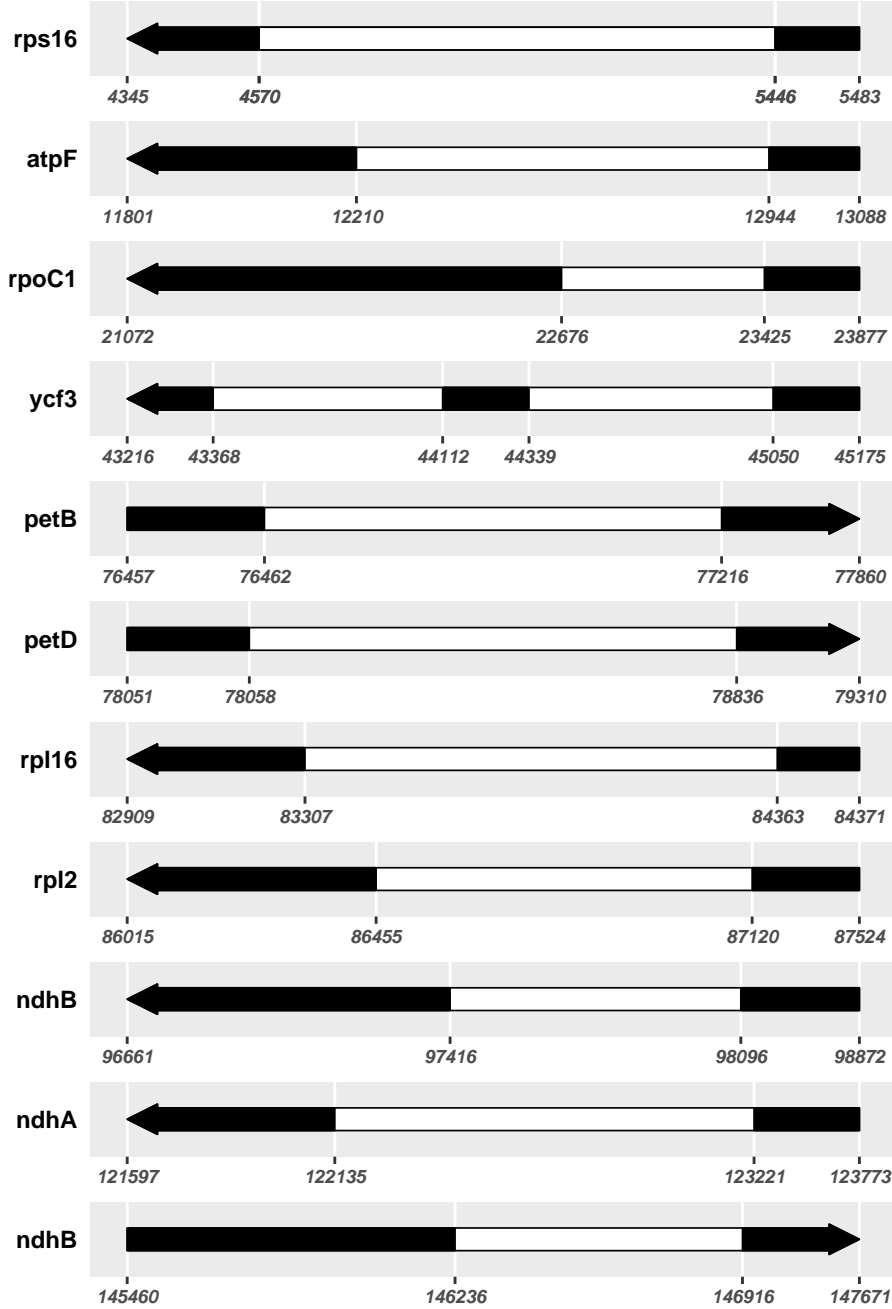 rps16
4345 4570 5446 5483
atpF
11801 12210 12944 13088
rpoC1
21072 22676 23425 23877
ycf3
43216 43368 44112 44339 45050 45175
petB
76457 76462 77216 77860
petD
78051 78058 78836 79310
rpl16
82909 83307 84363 84371
rpl2
86015 86455 87120 87524
ndhB
96661 97416 98096 98872
ndhA
121597 122135 123221 123773
ndhB
145460 146236 146916 147671